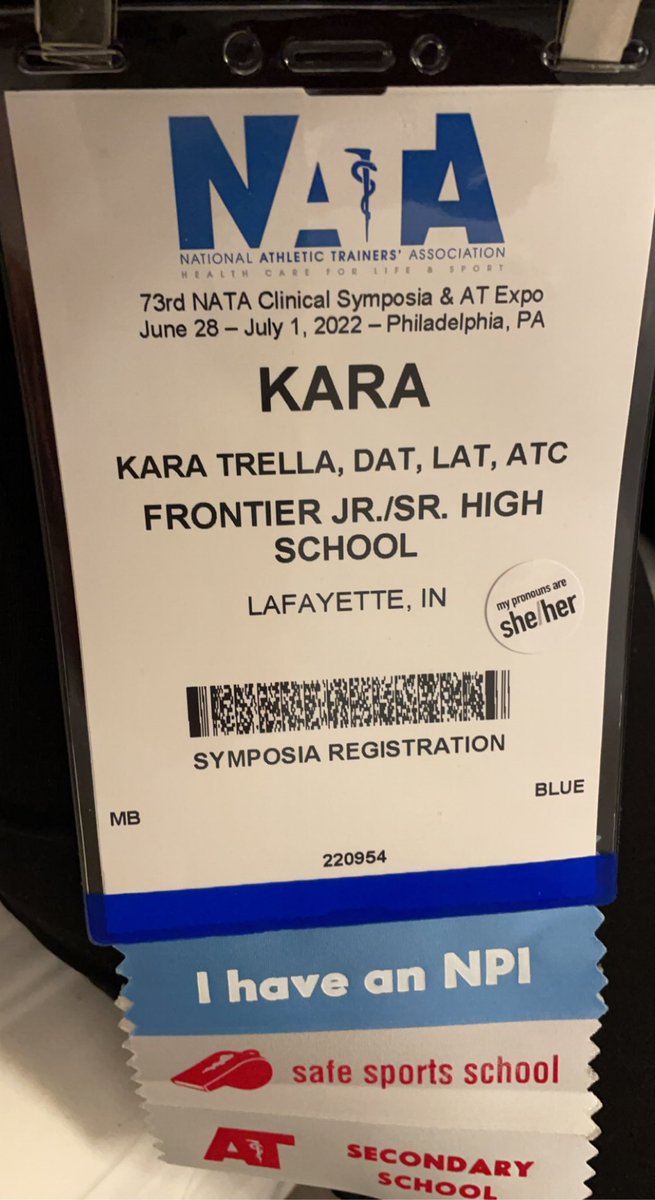 NATA
NATIONAL ATHLETIC TRAINERS' ASSOCIATION
HEALTH CARE FOR LIFE & SPORT
73rd NATA Clinical Symposia & AT Expo
June 28 – July 1, 2022 – Philadelphia, PA
KARA
KARA TRELLA, DAT, LAT, ATC
FRONTIER JR./SR. HIGH
SCHOOL
LAFAYETTE, IN
my pronouns are
she/her
SYMPOSIA REGISTRATION
MB
BLUE
220954
I have an NPI
safe sports school
AT
SECONDARY
SCHOOL